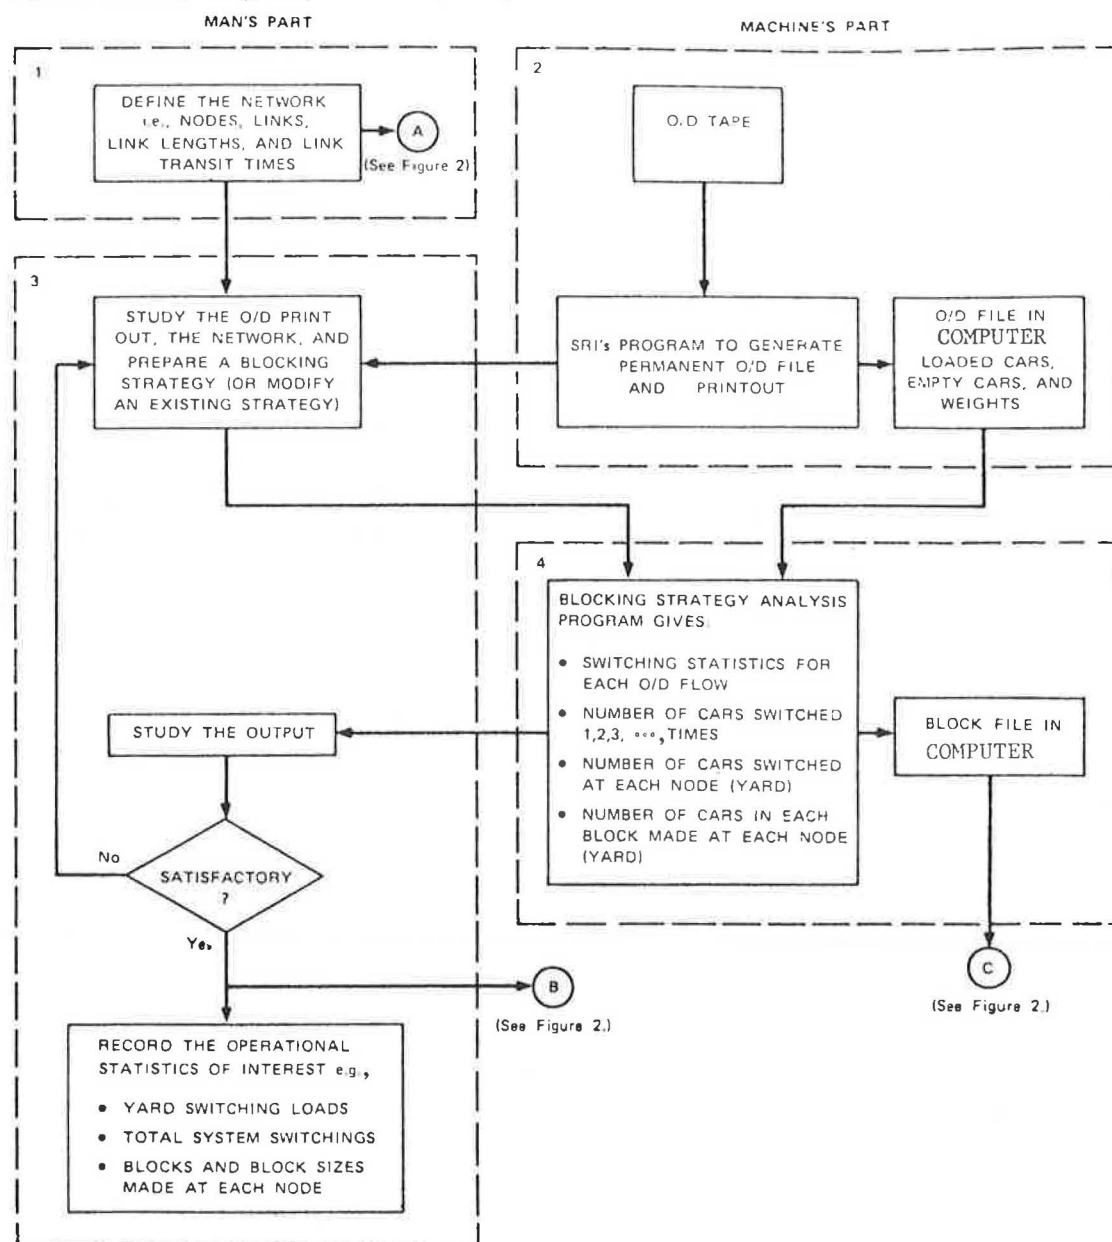 MAN'S PART
MACHINE'S PART
1
DEFINE THE NETWORK
i.e., NODES, LINKS,
LINK LENGTHS, AND LINK
TRANSIT TIMES
A
(See Figure 2)
2
O/D TAPE
3
STUDY THE O/D PRINT
OUT, THE NETWORK, AND
PREPARE A BLOCKING
STRATEGY (OR MODIFY
AN EXISTING STRATEGY)
SRI's PROGRAM TO GENERATE
PERMANENT O/D FILE
AND PRINTOUT
O/D FILE IN
COMPUTER
LOADED CARS,
EMPTY CARS, AND
WEIGHTS
4
BLOCKING STRATEGY ANALYSIS
PROGRAM GIVES:
• SWITCHING STATISTICS FOR
EACH O/D FLOW
• NUMBER OF CARS SWITCHED
1,2,3, •••, TIMES
• NUMBER OF CARS SWITCHED
AT EACH NODE (YARD)
• NUMBER OF CARS IN EACH
BLOCK MADE AT EACH NODE
(YARD)
BLOCK FILE IN
COMPUTER
STUDY THE OUTPUT
No
SATISFACTORY
?
Yes
B
(See Figure 2.)
C
(See Figure 2.)
RECORD THE OPERATIONAL
STATISTICS OF INTEREST e.g.,
• YARD SWITCHING LOADS
• TOTAL SYSTEM SWITCHINGS
• BLOCKS AND BLOCK SIZES
MADE AT EACH NODE